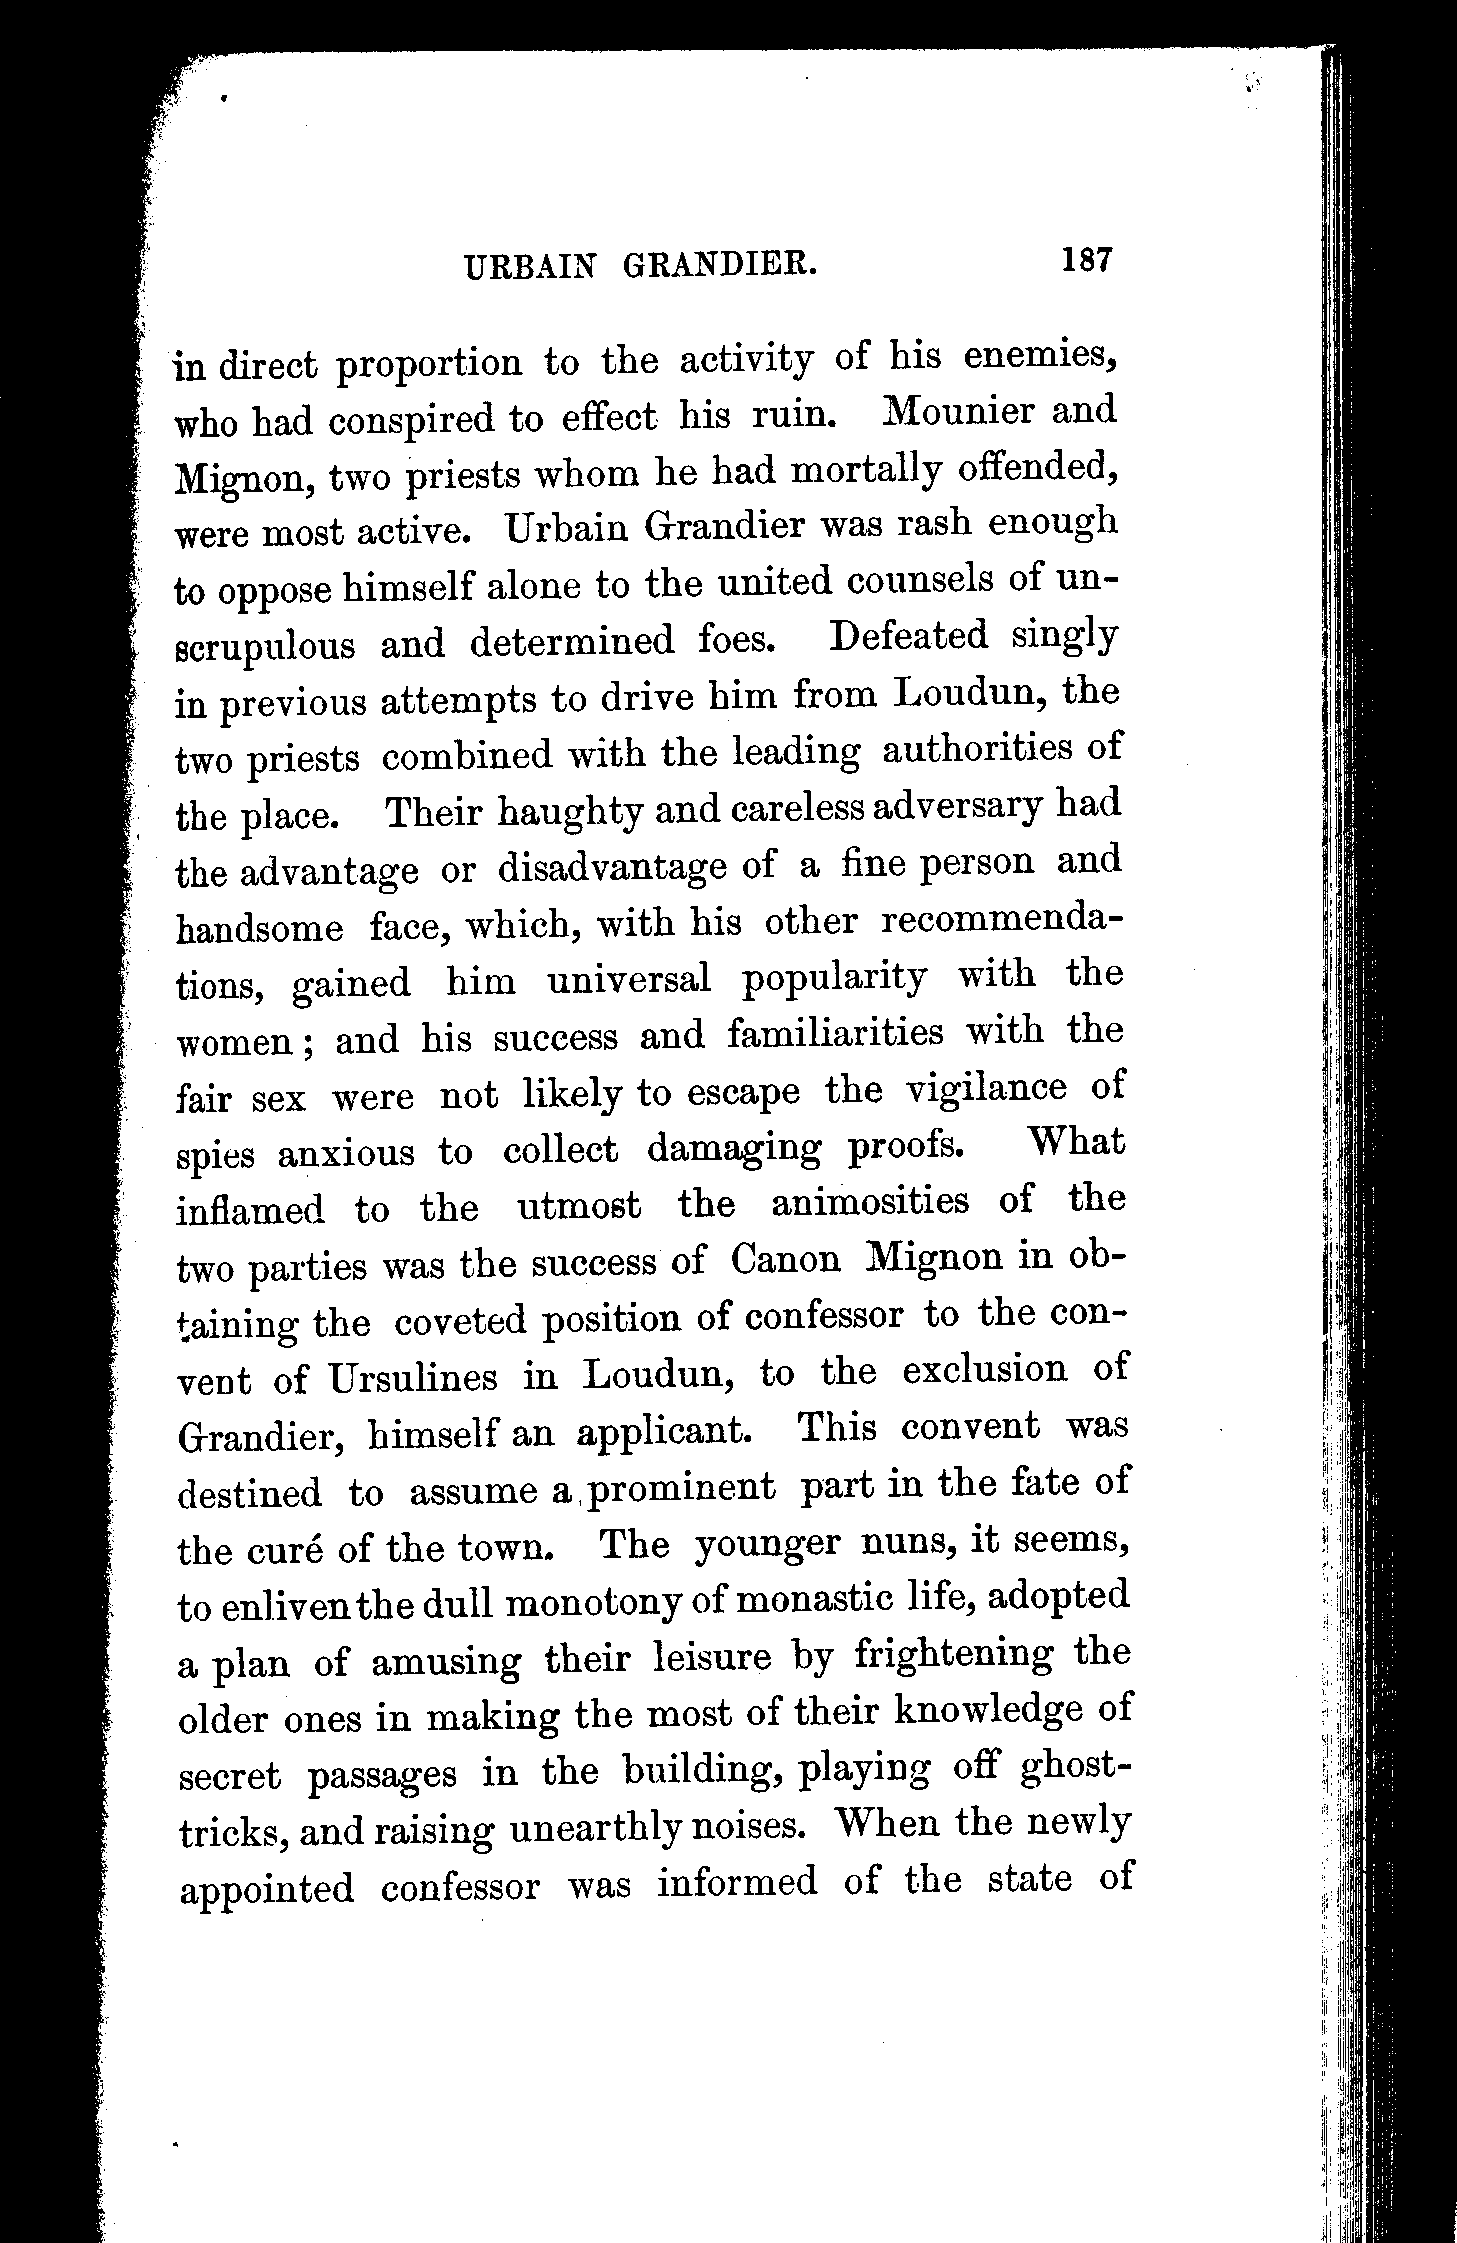 URBAIN GRANDIER. 187
in direct proportion to the activity of his enemies,
who had conspired to effect his ruin. Mounier and
Mignon, two priests whom he had mortally offended,
were most active. Urbain Grandier was rash enough
to oppose himself alone to the united counsels of un-
scrupulous and determined foes. Defeated singly
in previous attempts to drive him from Loudun, the
two priests combined with the leading authorities of
the place. Their haughty and careless adversary had
the advantage or disadvantage of a fine person and
handsome face, which, with his other recommenda-
tions, gained him universal popularity with the
women; and his success and familiarities with the
fair sex were not likely to escape the vigilance of
spies anxious to collect damaging proofs. What
inflamed to the utmost the animosities of the
two parties was the success of Canon Mignon in ob-
taining the coveted position of confessor to the con-
vent of Ursulines in Loudun, to the exclusion of
Grandier, himself an applicant. This convent was
destined to assume a prominent part in the fate of
the curé of the town. The younger nuns, it seems,
to enliven the dull monotony of monastic life, adopted
a plan of amusing their leisure by frightening the
older ones in making the most of their knowledge of
secret passages in the building, playing off ghost-
tricks, and raising unearthly noises. When the newly
appointed confessor was informed of the state of